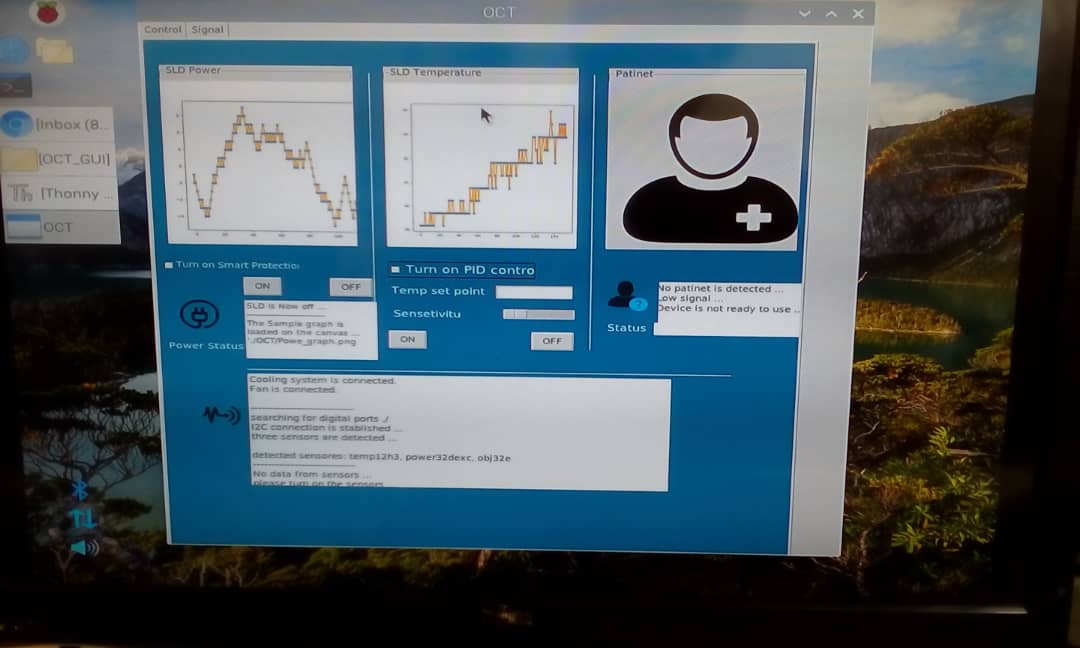 OCT
Control
Signal
[Inbox (8...
[OCT_GUI]
[Thonny ...
OCT
SLD Power
SLD Temperature
Patinet
Turn on Smart Protectio
ON
OFF
Power Status
SLD is Now off ...
The Sample graph is
loaded on the canvas ...
'./OCT/Powe_graph.png
Turn on PID contro
Temp set point
Sensetivitu
ON
OFF
Status
No patinet is detected ...
Low signal ...
Device is not ready to use ..
Cooling system is connected.
Fan is connected.
searching for digital ports ./
I2C connection is stablished ...
three sensors are detected ...
detected sensores: temp12h3, power32dexc, obj32e
No data from sensors ...
please turn on the sensors